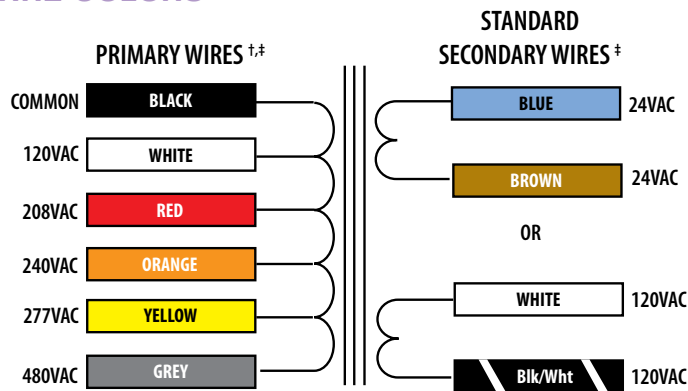 STANDARD
PRIMARY WIRES †,‡
SECONDARY WIRES ‡
COMMON BLACK
BLUE 24VAC
120VAC WHITE
BROWN 24VAC
208VAC RED
OR
240VAC ORANGE
WHITE 120VAC
277VAC YELLOW
480VAC GREY
Blk/Wht 120VAC